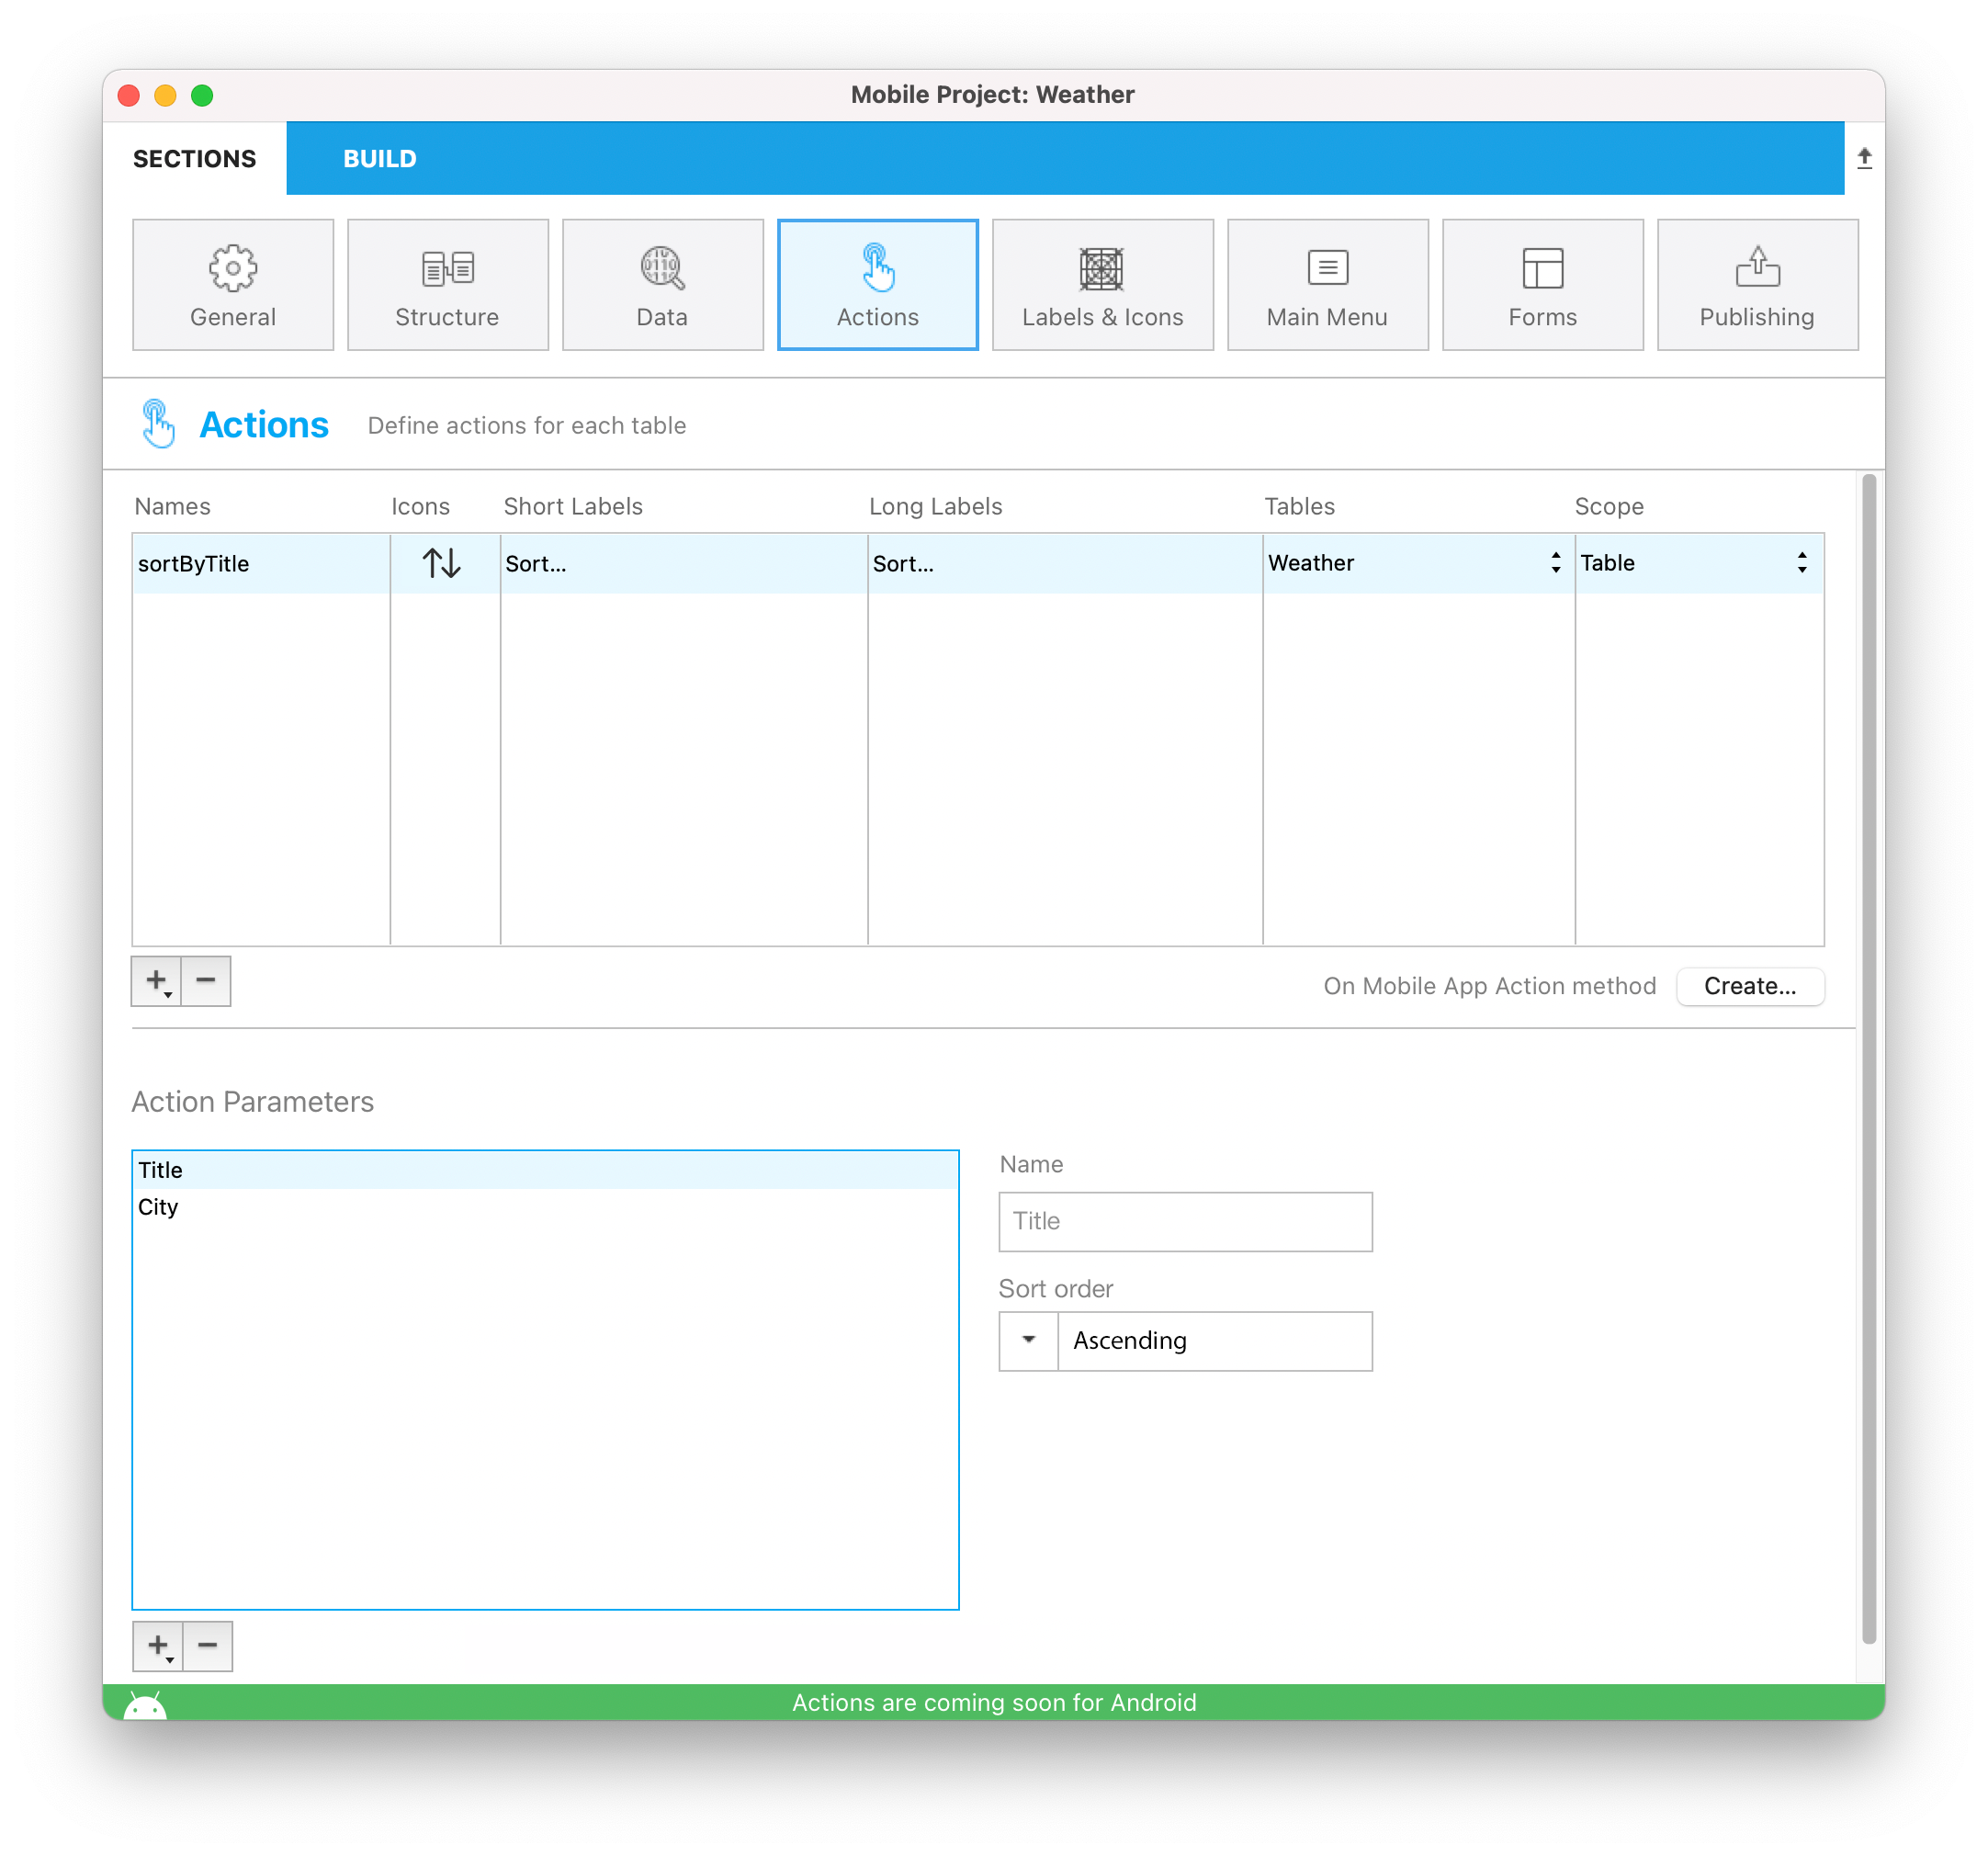 Mobile Project: Weather
SECTIONS BUILD
General Structure Data Actions Labels & Icons Main Menu Forms Publishing
Actions Define actions for each table
Names Icons Short Labels Long Labels Tables Scope
sortByTitle Sort... Sort... Weather Table
On Mobile App Action method Create...
Action Parameters
Title
City
Name
Title
Sort order
Ascending
Actions are coming soon for Android